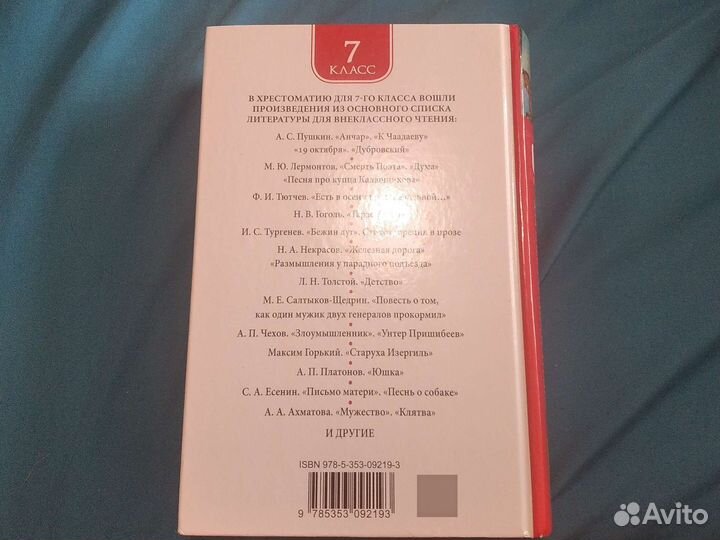 7
КЛАСС
В ХРЕСТОМАТИЮ ДЛЯ 7-ГО КЛАССА ВОШЛИ
ПРОИЗВЕДЕНИЯ ИЗ ОСНОВНОГО СПИСКА
ЛИТЕРАТУРЫ ДЛЯ ВНЕКЛАССНОГО ЧТЕНИЯ:
А. С. Пушкин. «Анчар». «К Чаадаеву»
«19 октября». «Дубровский»
М. Ю. Лермонтов. «Смерть Поэта». «Дума»
«Песня про купца Калашникова»
Ф. И. Тютчев. «Есть в осени
Н. В. Гоголь. «Тарас
И. С. Тургенев. «Бежин луг». Стихотворения в прозе
Н. А. Некрасов. «Железная дорога»
«Размышления у парадного подъезда»
Л. Н. Толстой. «Детство»
М. Е. Салтыков-Щедрин. «Повесть о том,
как один мужик двух генералов прокормил»
А. П. Чехов. «Злоумышленник». «Унтер Пришибеев»
Максим Горький. «Старуха Изергиль»
А. П. Платонов. «Юшка»
С. А. Есенин. «Письмо матери». «Песнь о собаке»
А. А. Ахматова. «Мужество». «Клятва»
И ДРУГИЕ
ISBN 978-5-353-09219-3
9 785353 092193
Avito